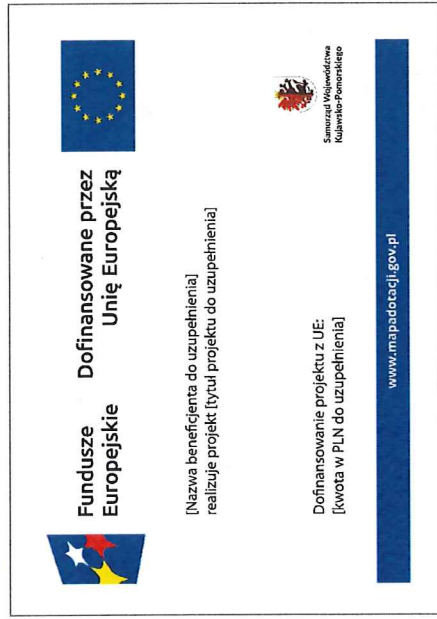 Fundusze
Europejskie
Dofinansowane przez
Unię Europejską
[Nazwa beneficjenta do uzupełnienia]
realizuje projekt [tytuł projektu do uzupełnienia]
Dofinansowanie projektu z UE:
[kwota w PLN do uzupełnienia]
Samorząd Województwa
Kujawsko-Pomorskiego
www.mapadotacji.gov.pl